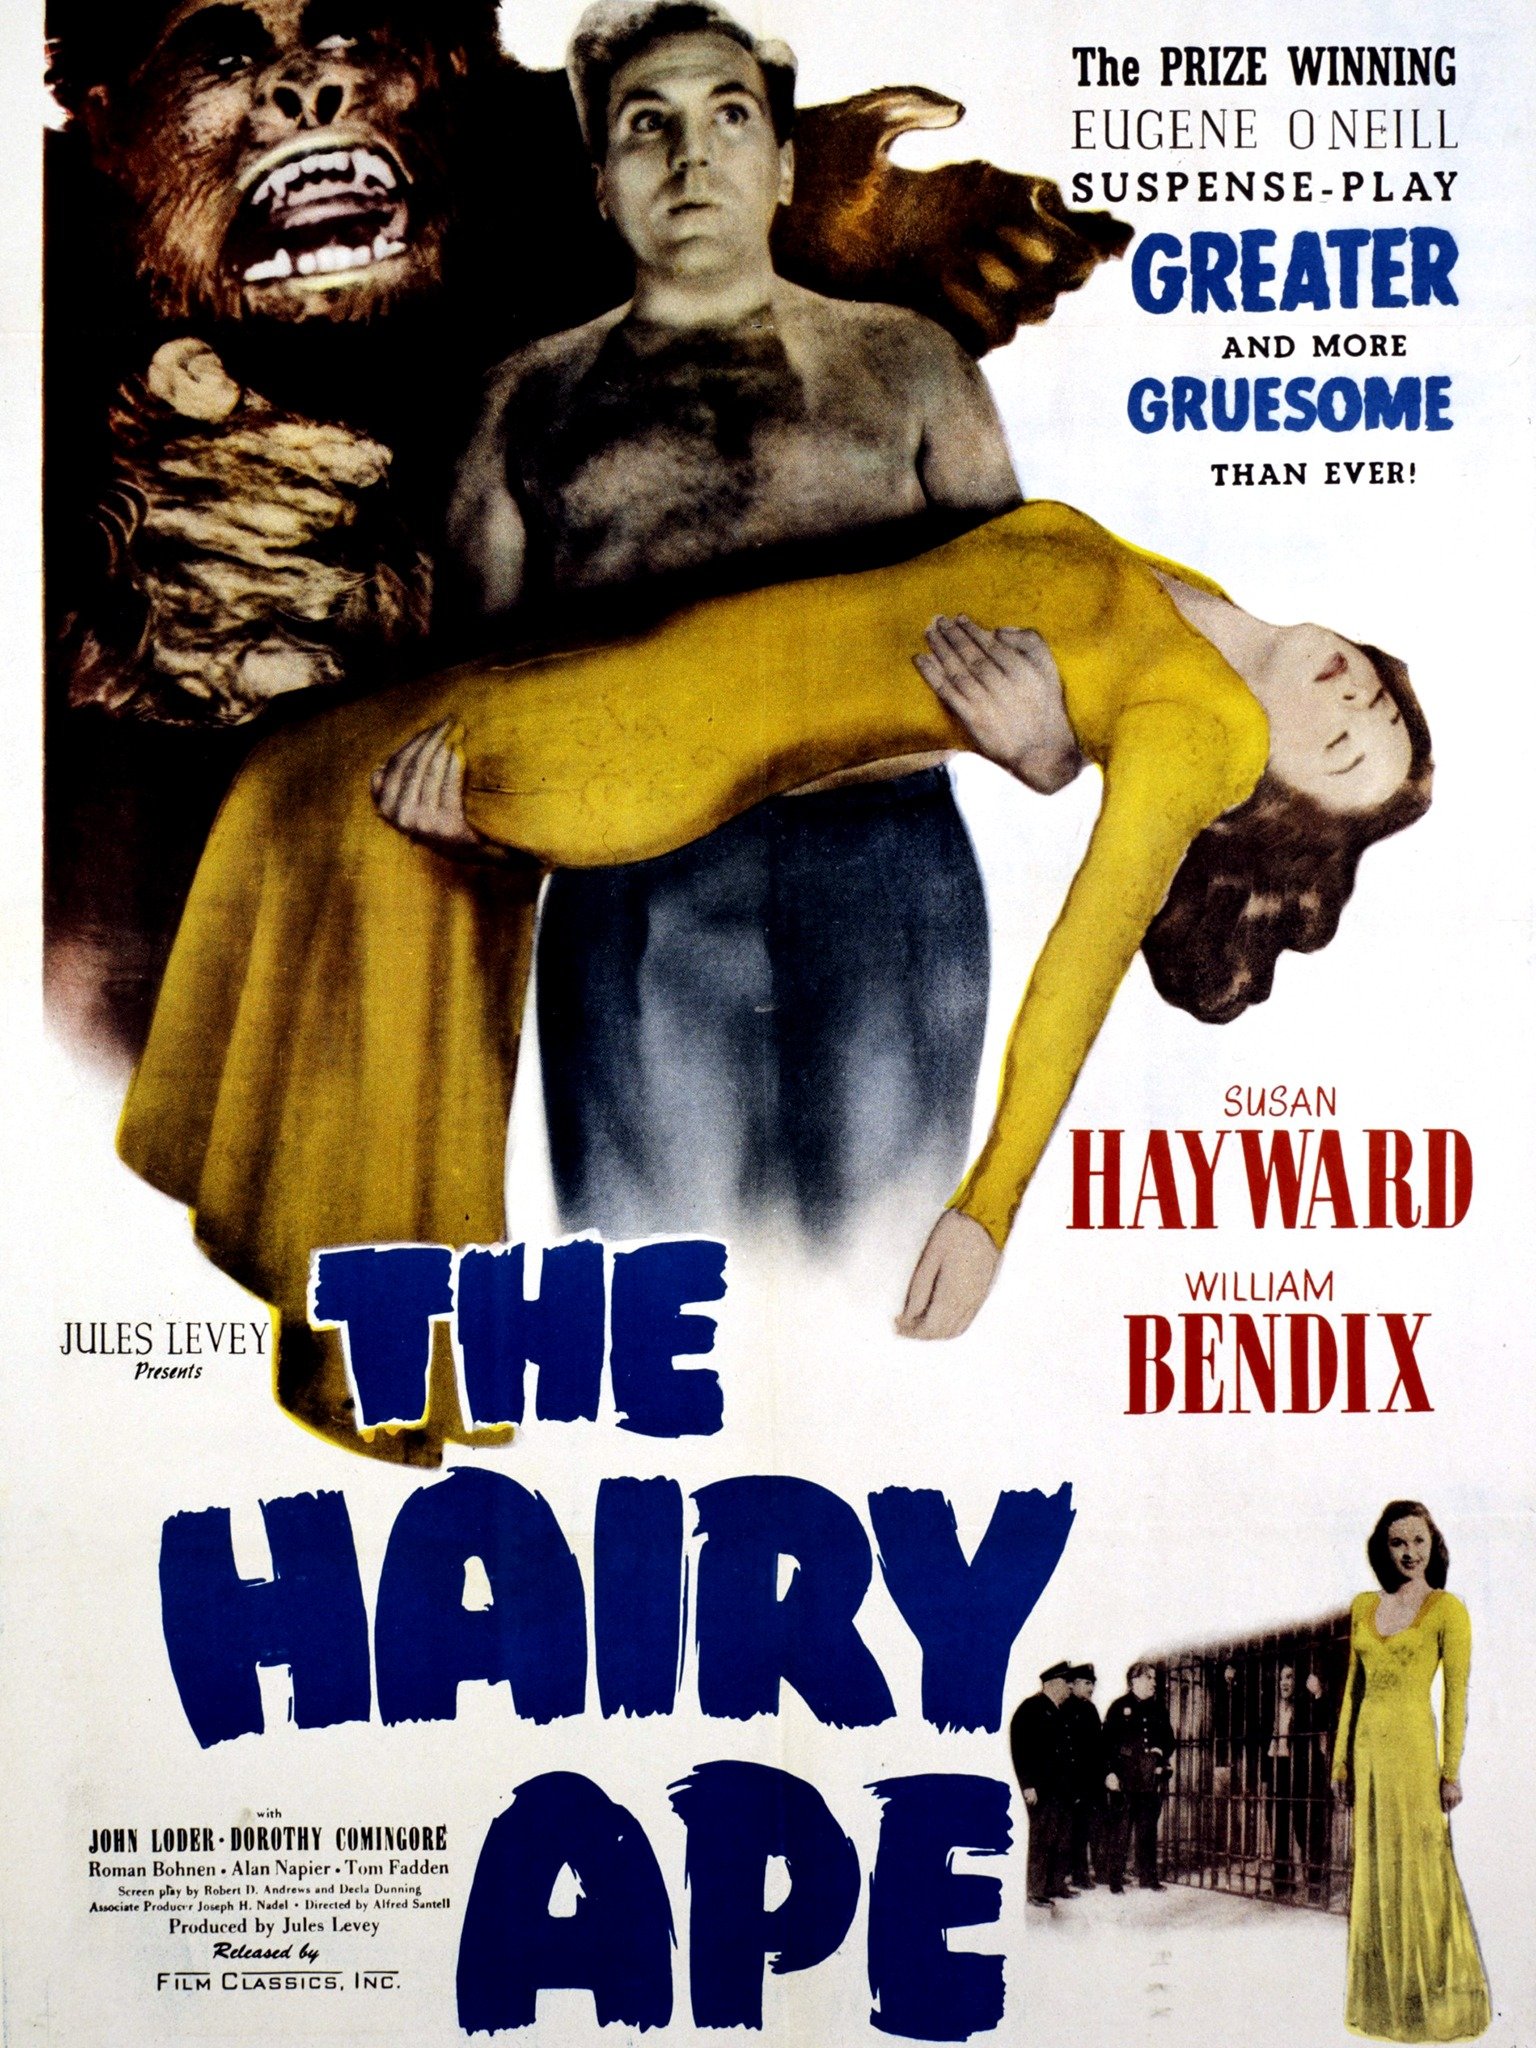 The PRIZE WINNING
EUGENE O'NEILL
SUSPENSE-PLAY
GREATER
AND MORE
GRUESOME
THAN EVER!
SUSAN
HAYWARD
WILLIAM
BENDIX
JULES LEVEY
Presents
THE
HAIRY
APE
with
JOHN LODER • DOROTHY COMINGORE
Roman Bohnen • Alan Napier • Tom Fadden
Screen play by Robert D. Andrews and Decla Dunning
Associate Producer Joseph H. Nadel • Directed by Alfred Santell
Produced by Jules Levey
Released by
FILM CLASSICS, INC.